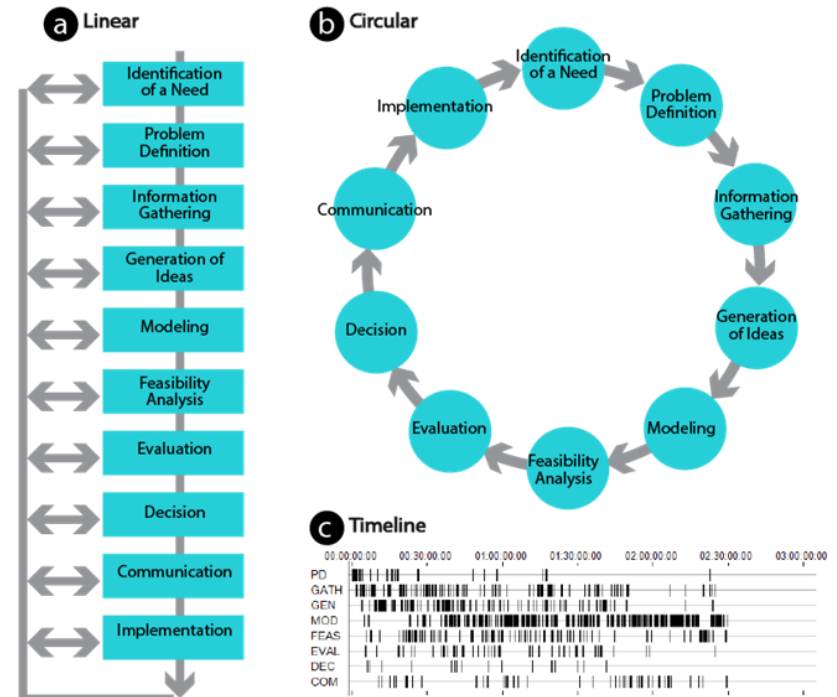 a Linear
Identification
of a Need
Problem
Definition
Information
Gathering
Generation of
Ideas
Modeling
Feasibility
Analysis
Evaluation
Decision
Communication
Implementation
b Circular
Identification
of a Need
Problem
Definition
Information
Gathering
Generation
of Ideas
Modeling
Feasibility
Analysis
Evaluation
Decision
Communication
Implementation
c Timeline
00:00:00.00 00:30:00.00 01:00:00.00 01:30:00.00 02:00:00.00 02:30:00.00 03:00:00.00
PD
GATH
GEN
MOD
FEAS
EVAL
DEC
COM